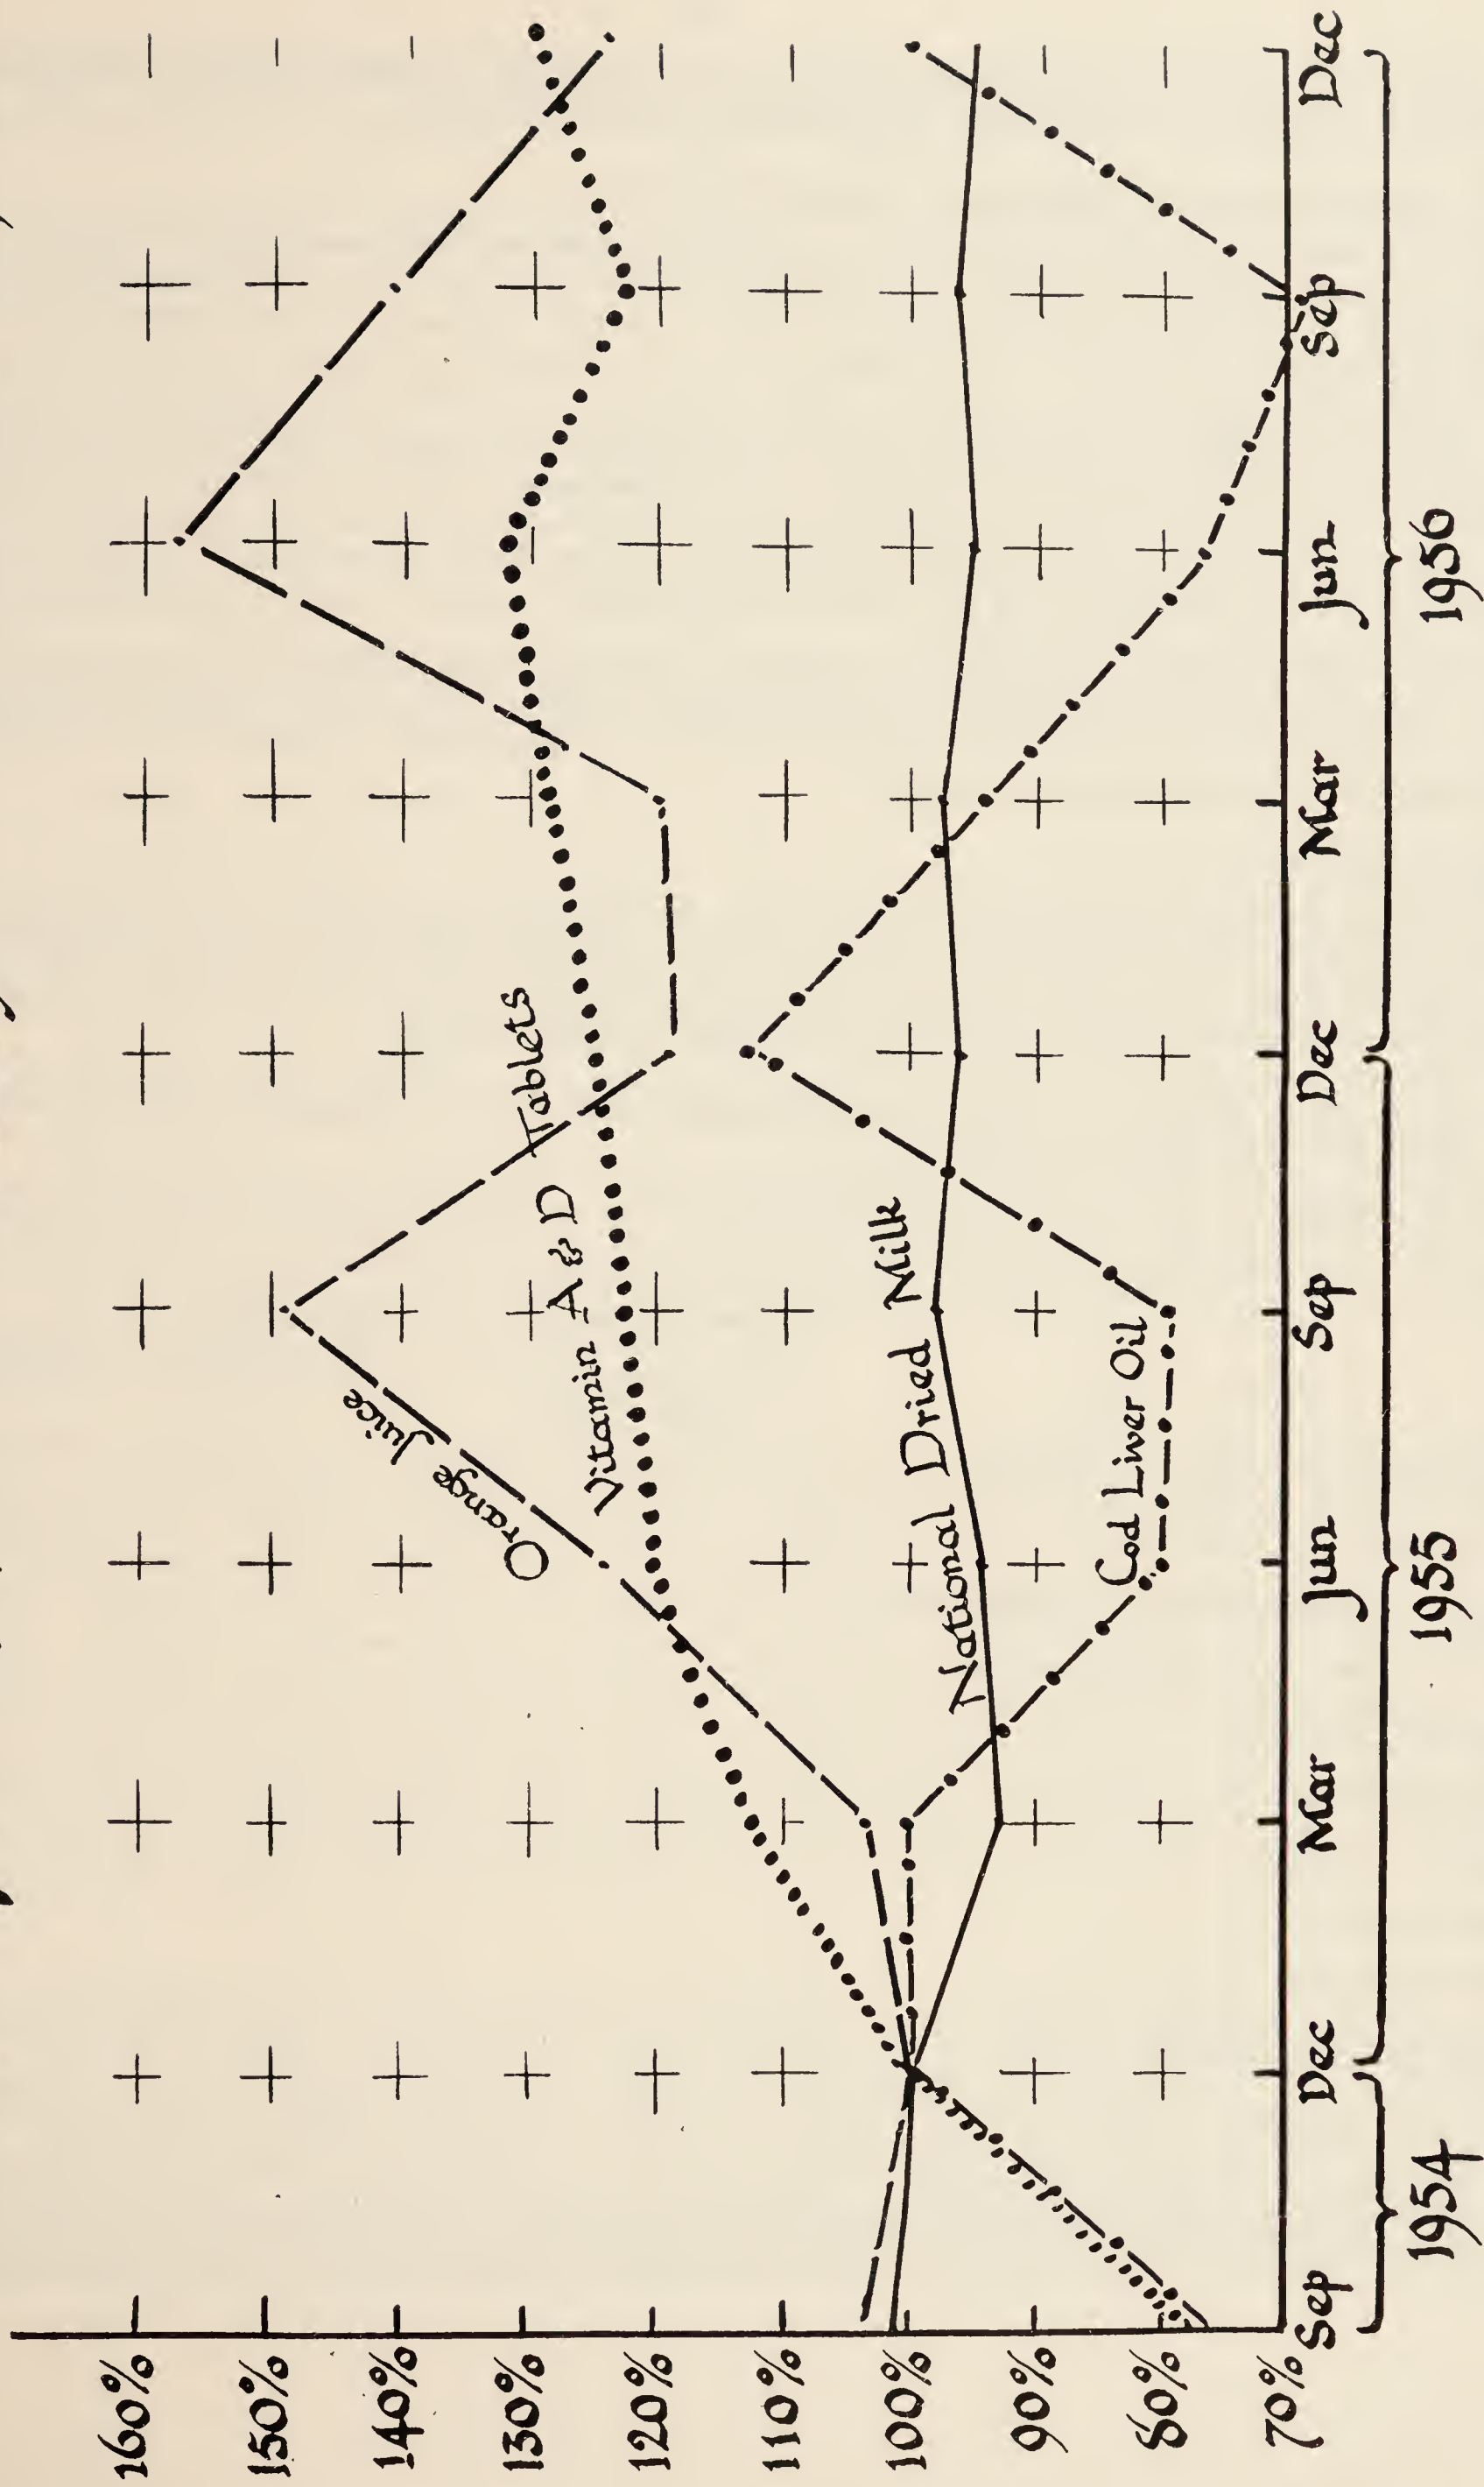 160%
150%
140%
130%
120%
110%
100%
90%
80%
70%
Orange Juice
Vitamin A & D Tablets
National Dried Milk
Cod Liver Oil
Sep Dec Mar Jun Sep Dec Mar Jun Sep Dec
1954 1955 1956